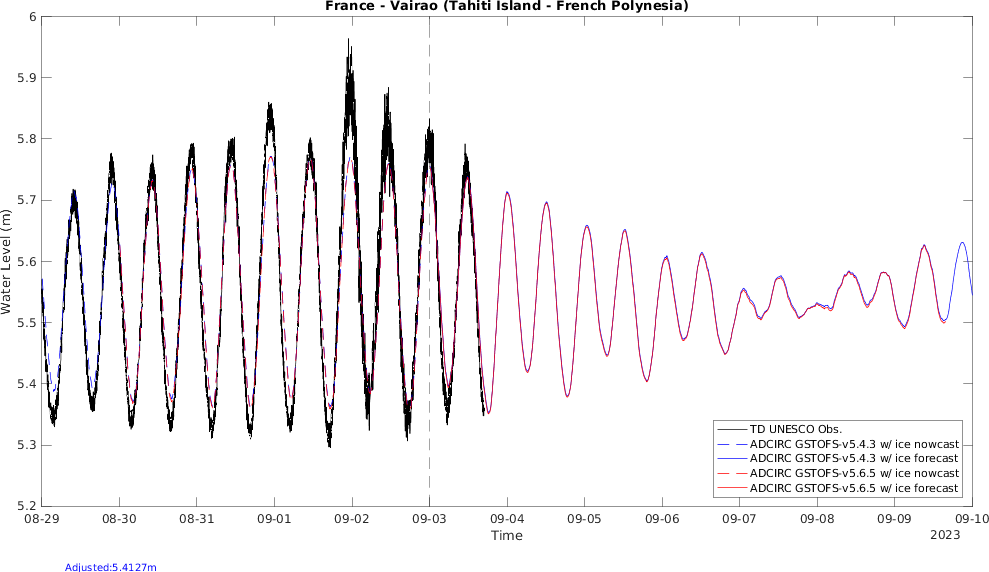 France - Vairao (Tahiti Island - French Polynesia)
6
5.9
5.8
5.7
5.6
5.5
5.4
5.3
5.2
Water Level (m)
08-29 08-30 08-31 09-01 09-02 09-03 09-04 09-05 09-06 09-07 09-08 09-09 09-10
Time
2023
TD UNESCO Obs.
ADCIRC GSTOFS-v5.4.3 w/ ice nowcast
ADCIRC GSTOFS-v5.4.3 w/ ice forecast
ADCIRC GSTOFS-v5.6.5 w/ ice nowcast
ADCIRC GSTOFS-v5.6.5 w/ ice forecast
Adjusted:5.4127m